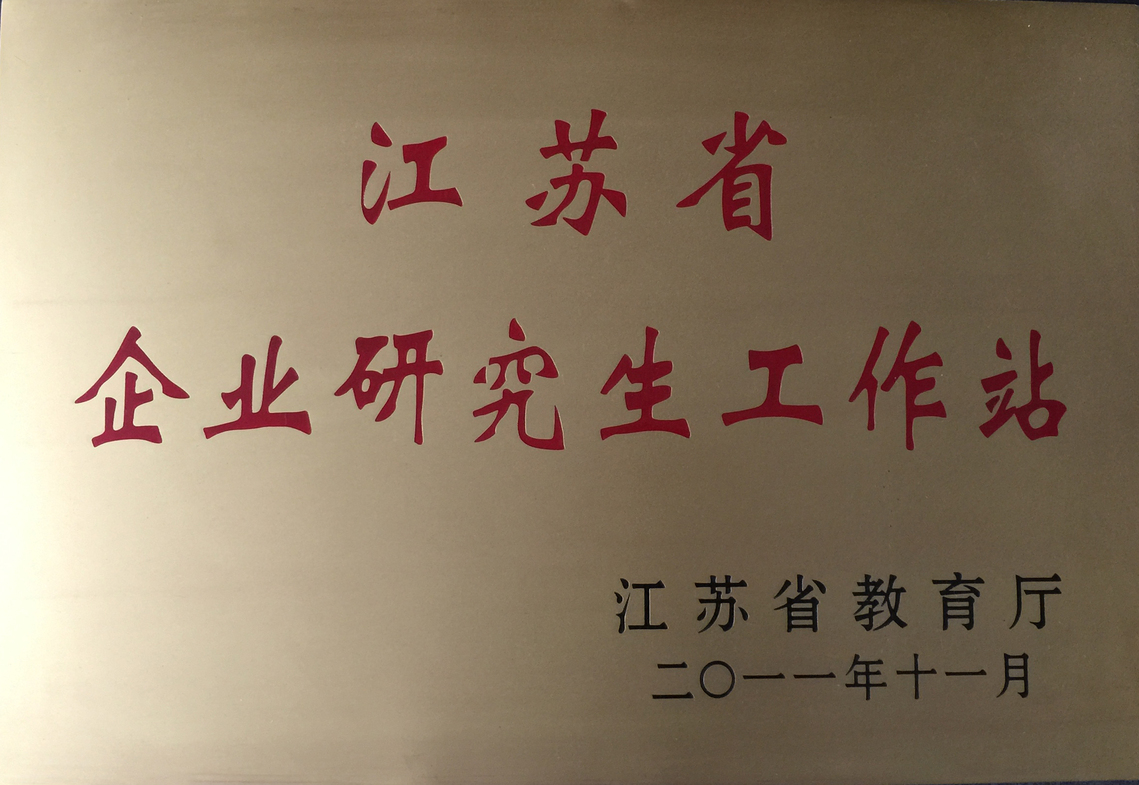 江苏省
企业研究生工作站
江苏省教育厅
二〇一一年十一月